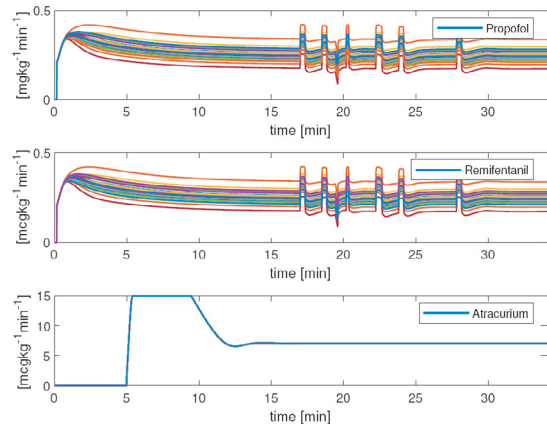 0.5
[mgkg⁻¹min⁻¹]
Propofol
0
0 5 10 15 20 25 30
time [min]
0.5
[mcgkg⁻¹min⁻¹]
Remifentanil
0
0 5 10 15 20 25 30
time [min]
15
10
5
0
[mcgkg⁻¹min⁻¹]
Atracurium
0 5 10 15 20 25 30
time [min]